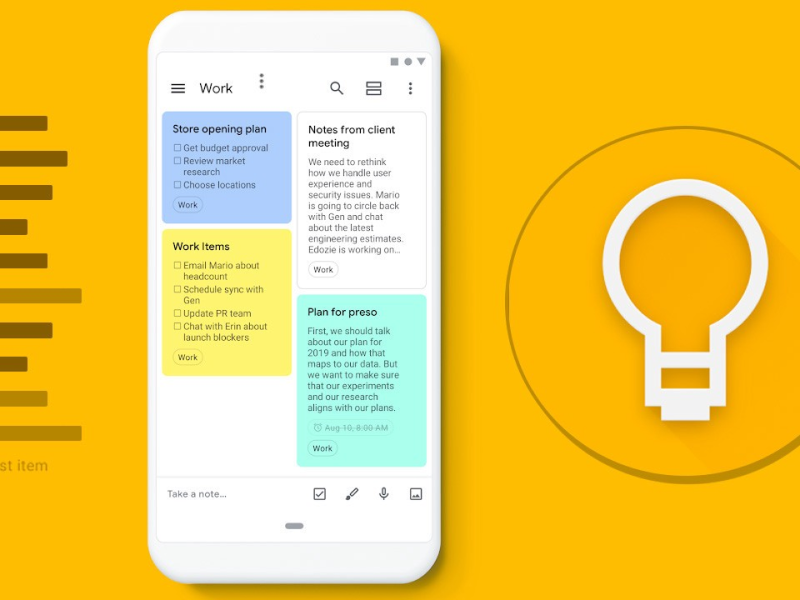 Work
Store opening plan
Get budget approval
Review market
research
Choose locations
Work
Work Items
Email Mario about
headcount
Schedule sync with
Gen
Update PR team
Chat with Erin about
launch blockers
Work
Notes from client
meeting
We need to rethink
how we handle user
experience and
security issues. Mario
is going to circle back
with Gen and chat
about the latest
engineering estimates.
Edozie is working on...
Work
Plan for preso
First, we should talk
about our plan for
2019 and how that
maps to our data. But
we want to make sure
that our experiments
and our research
aligns with our plans.
Aug 10, 8:00 AM
Work
Take a note...
st item